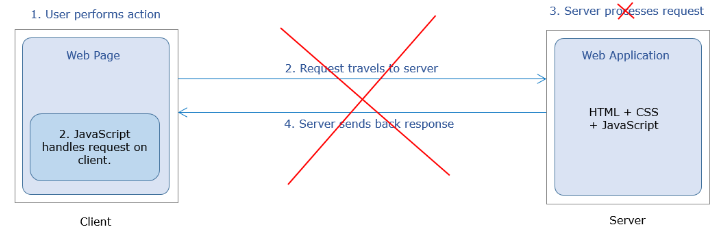 1. User performs action
3. Server processes request
Web Page
Web Application
2. Request travels to server
4. Server sends back response
2. JavaScript
handles request on
client.
HTML + CSS
+ JavaScript
Client
Server